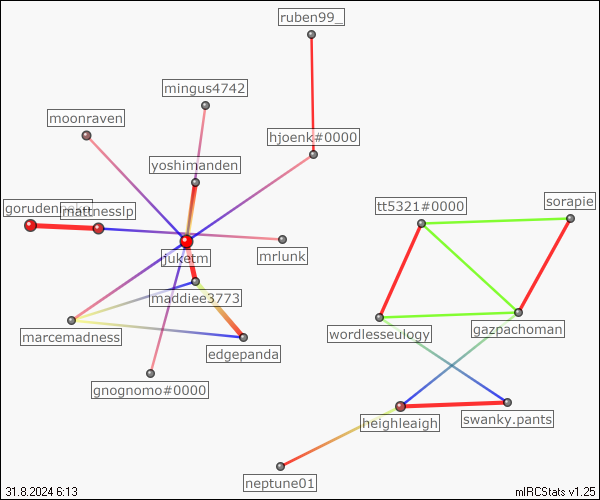 ruben99_
mingus4742
moonraven
hjoenk#0000
yoshimanden
sorapie
tt5321#0000
mattnesslp
juketm
mrlunk
maddiee3773
marcemadness
wordlesseulogy
gazpachoman
edgepanda
gnognomo#0000
heighleaigh
swanky.pants
neptune01
31.8.2024 6:13
mIRCStats v1.25